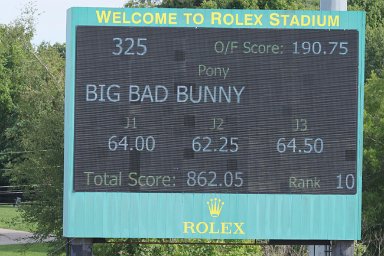 WELCOME TO ROLEX STADIUM
325 O/F Score: 190.75
Pony
BIG BAD BUNNY
J1 J2 J3
64.00 62.25 64.50
Total Score: 862.05 Rank 10
ROLEX